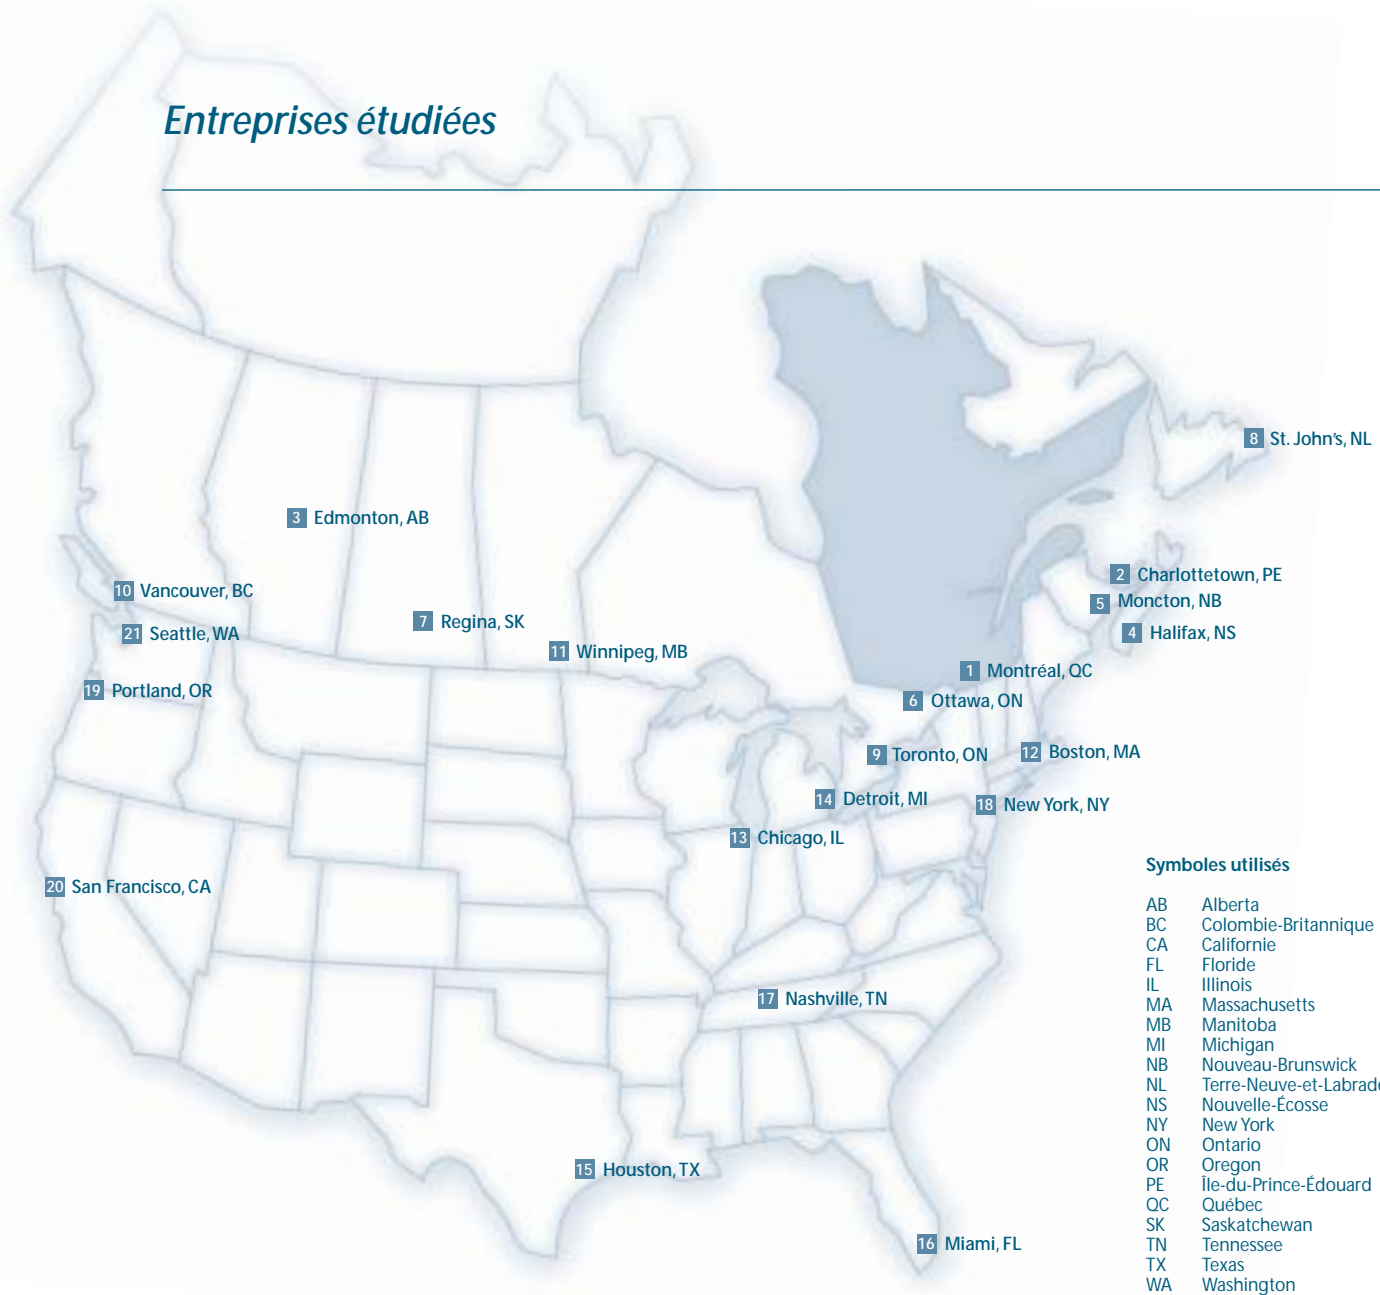 Entreprises étudiées
8 St. John's, NL
3 Edmonton, AB
2 Charlottetown, PE
10 Vancouver, BC
5 Moncton, NB
7 Regina, SK
21 Seattle, WA
4 Halifax, NS
11 Winnipeg, MB
1 Montréal, QC
19 Portland, OR
6 Ottawa, ON
9 Toronto, ON
12 Boston, MA
14 Detroit, MI
18 New York, NY
13 Chicago, IL
20 San Francisco, CA
17 Nashville, TN
15 Houston, TX
16 Miami, FL
Symboles utilisés
AB Alberta
BC Colombie-Britannique
CA Californie
FL Floride
IL Illinois
MA Massachusetts
MB Manitoba
MI Michigan
NB Nouveau-Brunswick
NL Terre-Neuve-et-Labrad
NS Nouvelle-Écosse
NY New York
ON Ontario
OR Oregon
PE Île-du-Prince-Édouard
QC Québec
SK Saskatchewan
TN Tennessee
TX Texas
WA Washington